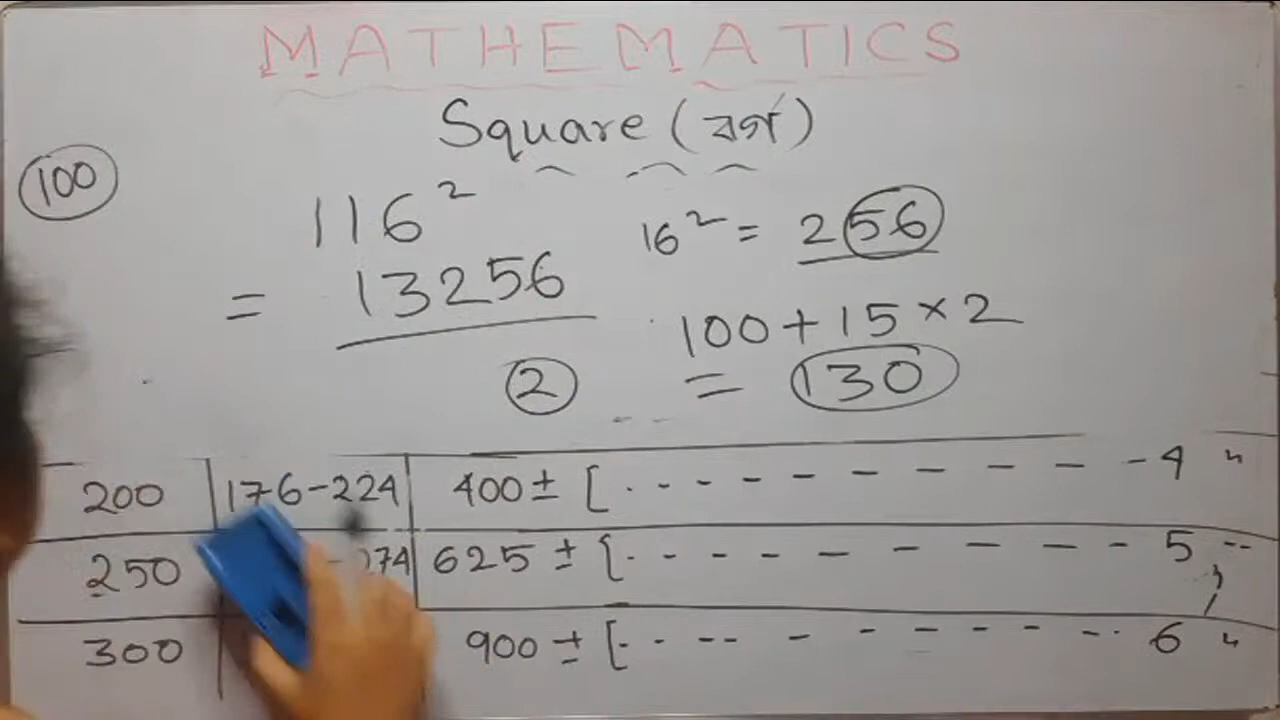 MATHEMATICS
Square (বর্গ)
100
116²
16² = 256
= 13256
100+15×2
2
= 130
200 176-224 400 ± [ . - - - - - - - - - 4 "
250 -274 625 ± [ . - - - - - - - - - 5 --
300 900 ± [ . - -- - - - - - - -. 6 "